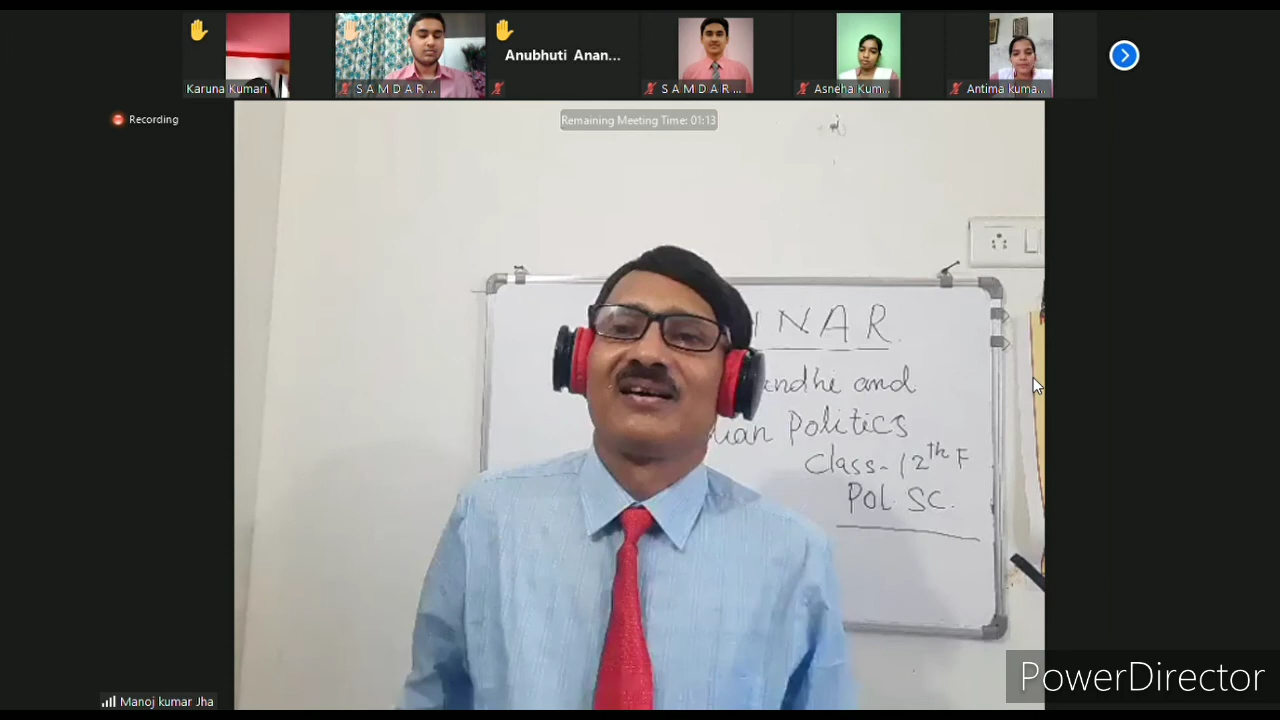 Karuna Kumari
S A M D A R ...
Anubhuti Anan...
S A M D A R ...
Asneha Kum...
Antima kuma...
Recording
Remaining Meeting Time: 01:13
INAR.
ndhi and
ian Politics
Class-12th F
Pol. Sc.
Manoj kumar Jha
PowerDirector